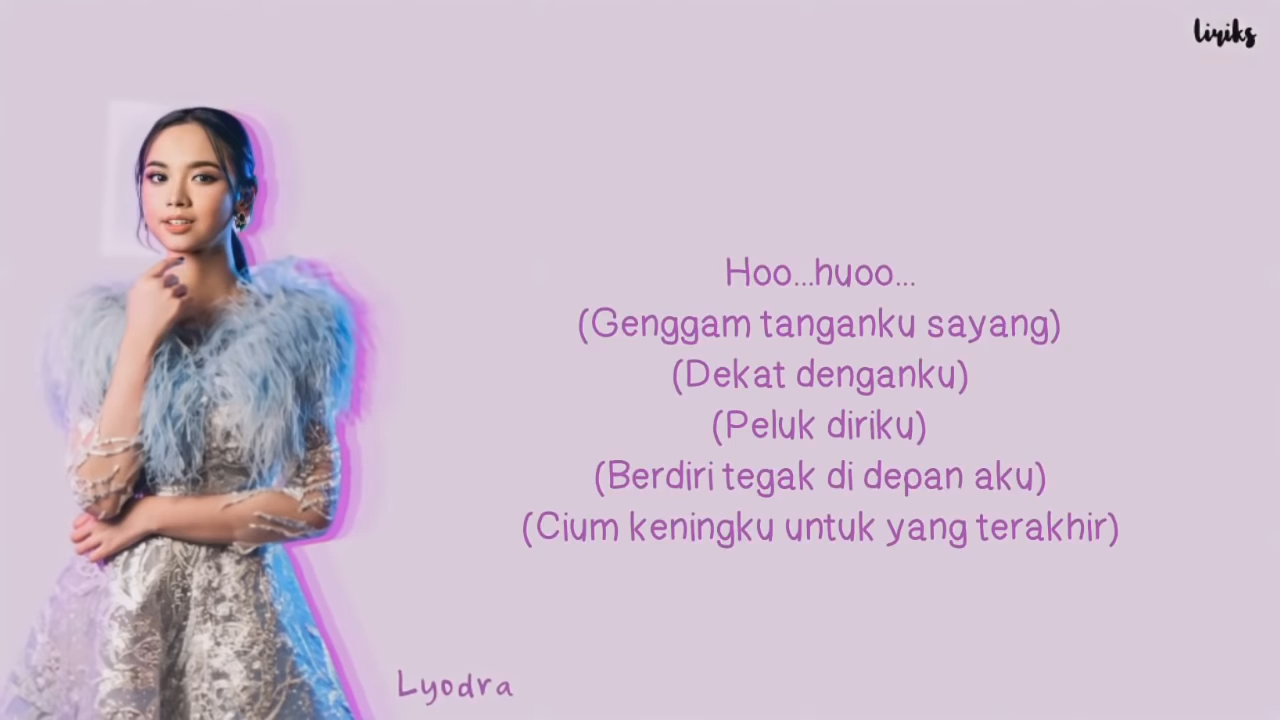 liriks
Hoo...huoo...
(Genggam tanganku sayang)
(Dekat denganku)
(Peluk diriku)
(Berdiri tegak di depan aku)
(Cium keningku untuk yang terakhir)
Lyodra